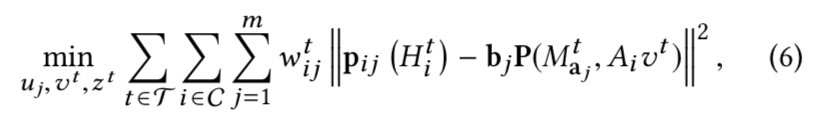 \min_{u_j, v^t, z^t} \sum_{t \in \mathcal{T}} \sum_{i \in \mathcal{C}} \sum_{j=1}^{m} w_{ij}^t \left\| \mathbf{p}_{ij} \left( H_i^t \right) - \mathbf{b}_j \mathbf{P}(M_{\mathbf{a}_j}^t, A_i v^t) \right\|^2 , \quad (6)